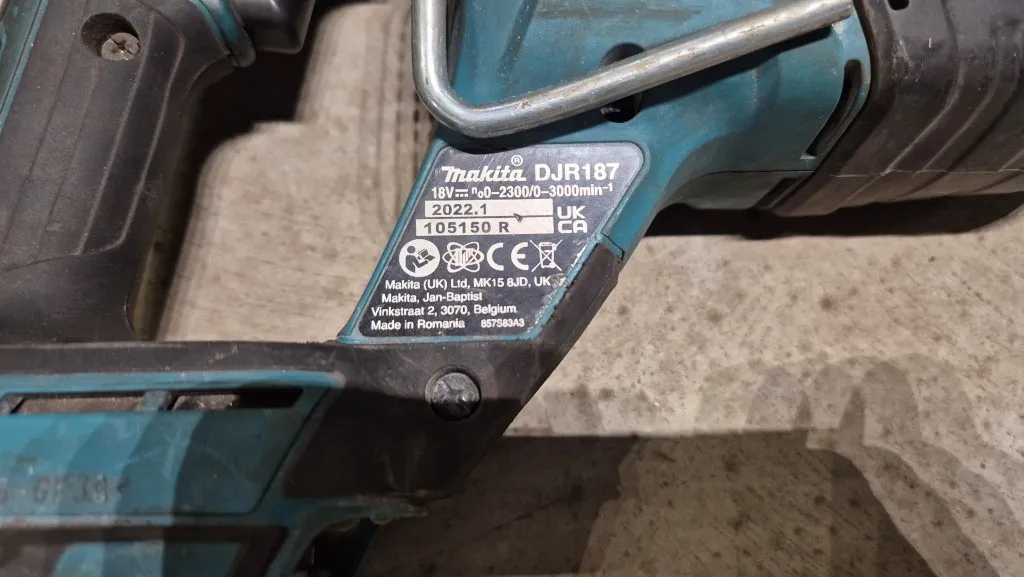 makita® DJR187
18V⎓ n₀0-2300/0-3000min⁻¹
2022.1
105150 R
UK
CA
CE
Makita (UK) Ltd, MK15 8JD, UK
Makita, Jan-Baptist
Vinkstraat 2, 3070, Belgium
Made in Romania 857S83A3